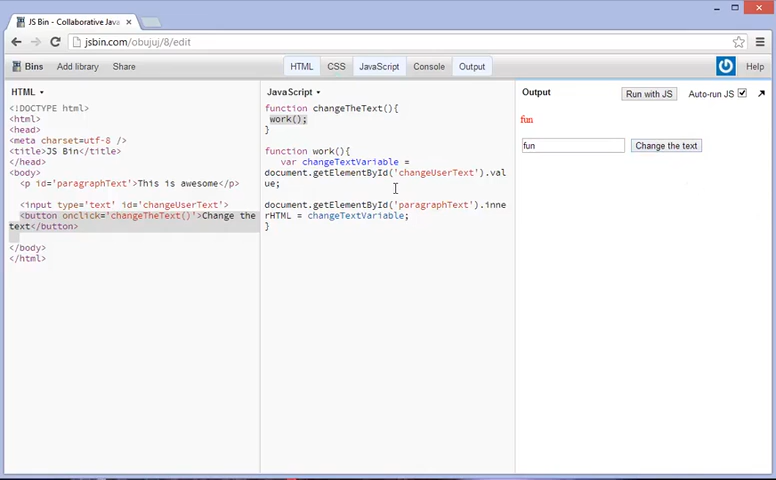 JS Bin - Collaborative Java
jsbin.com/obujuj/8/edit
Bins Add library Share HTML CSS JavaScript Console Output Help
HTML
<!DOCTYPE html>
<html>
<head>
<meta charset=utf-8 />
<title>JS Bin</title>
</head>
<body>
<p id='paragraphText'>This is awesome</p>
<input type='text' id='changeUserText'>
<button onclick='changeTheText()'>Change the
text</button>
</body>
</html>
JavaScript
function changeTheText(){
work();
}
function work(){
var changeTextVariable =
document.getElementById('changeUserText').val
ue;
document.getElementById('paragraphText').inne
rHTML = changeTextVariable;
}
Output Run with JS Auto-run JS
fun
fun Change the text